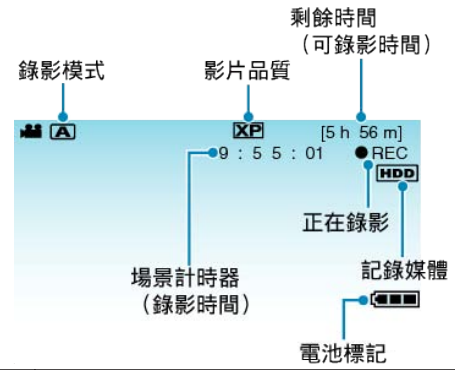 剩餘時間
（可錄影時間）
錄影模式
影片品質
A
XP
[5 h 56 m]
9 : 5 5 : 01
●REC
HDD
正在錄影
場景計時器
（錄影時間）
記錄媒體
電池標記